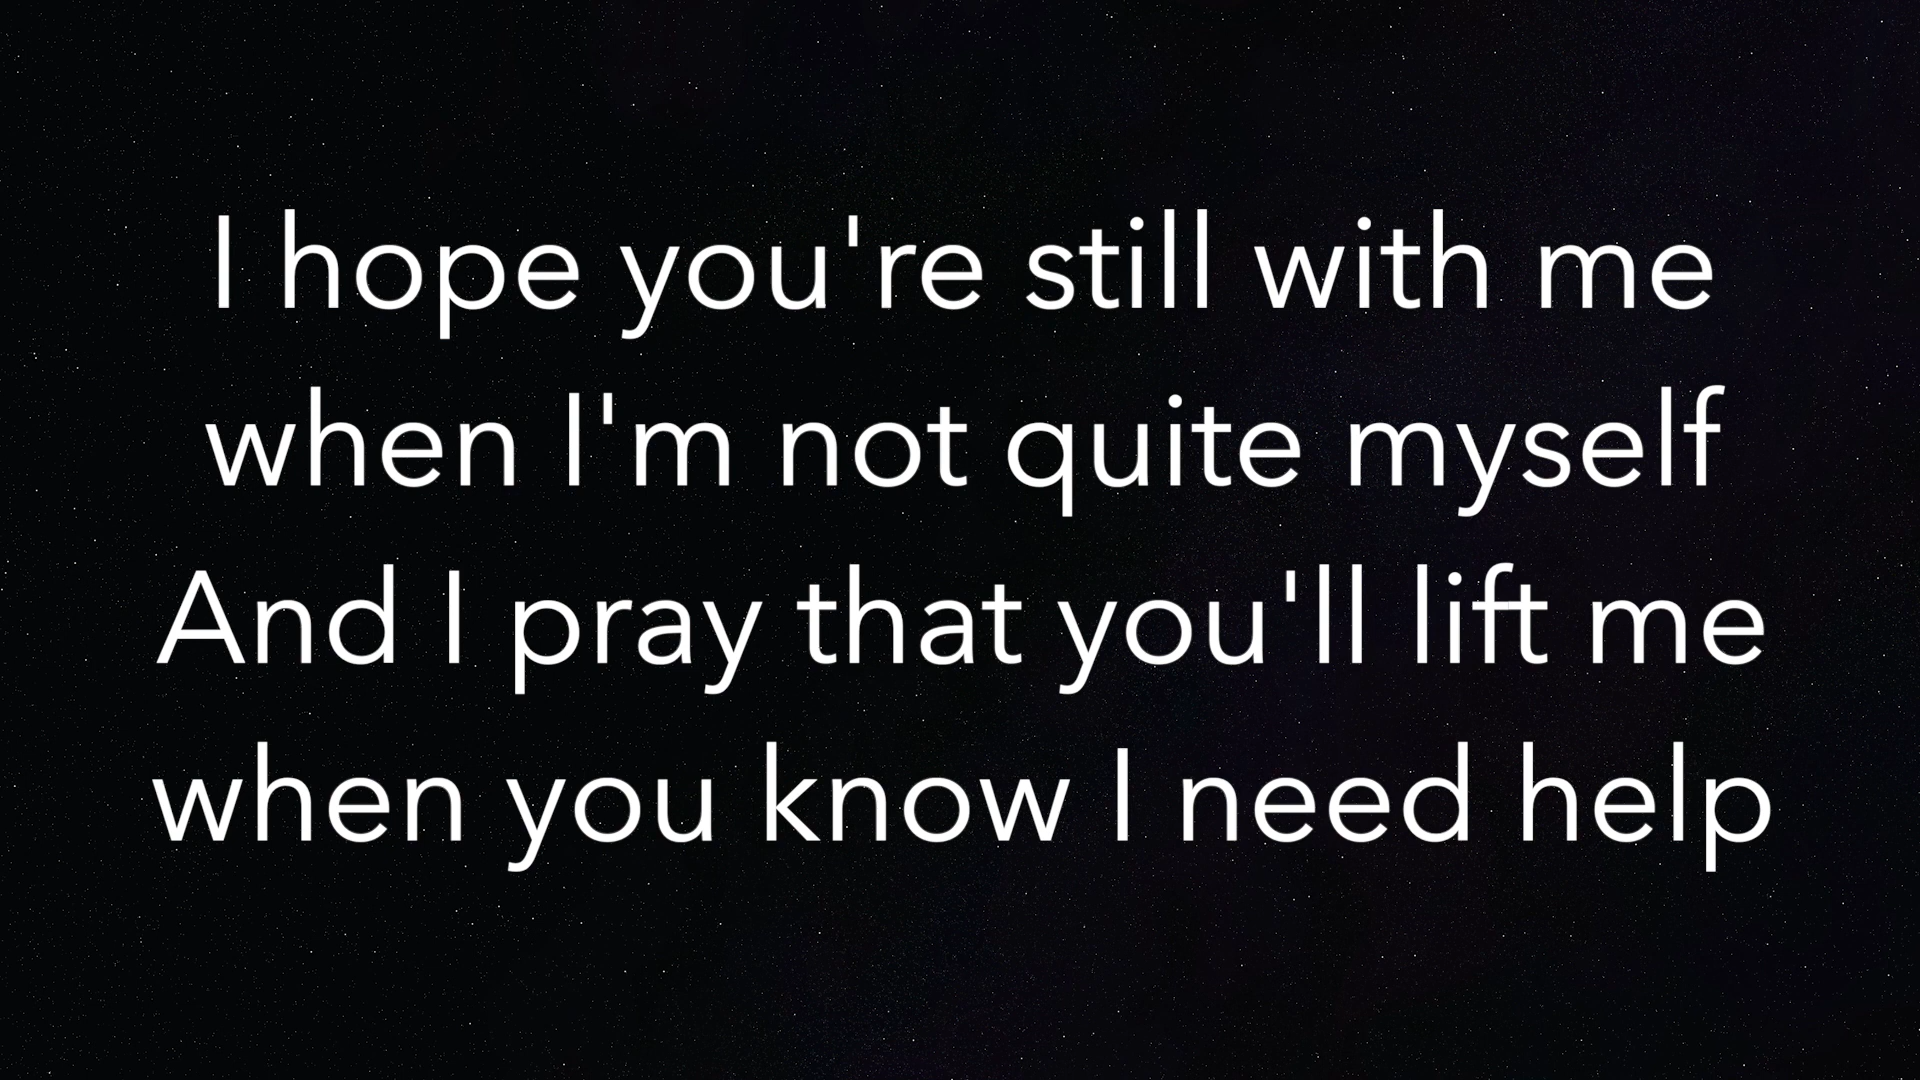 I hope you're still with me
when I'm not quite myself
And I pray that you'll lift me
when you know I need help